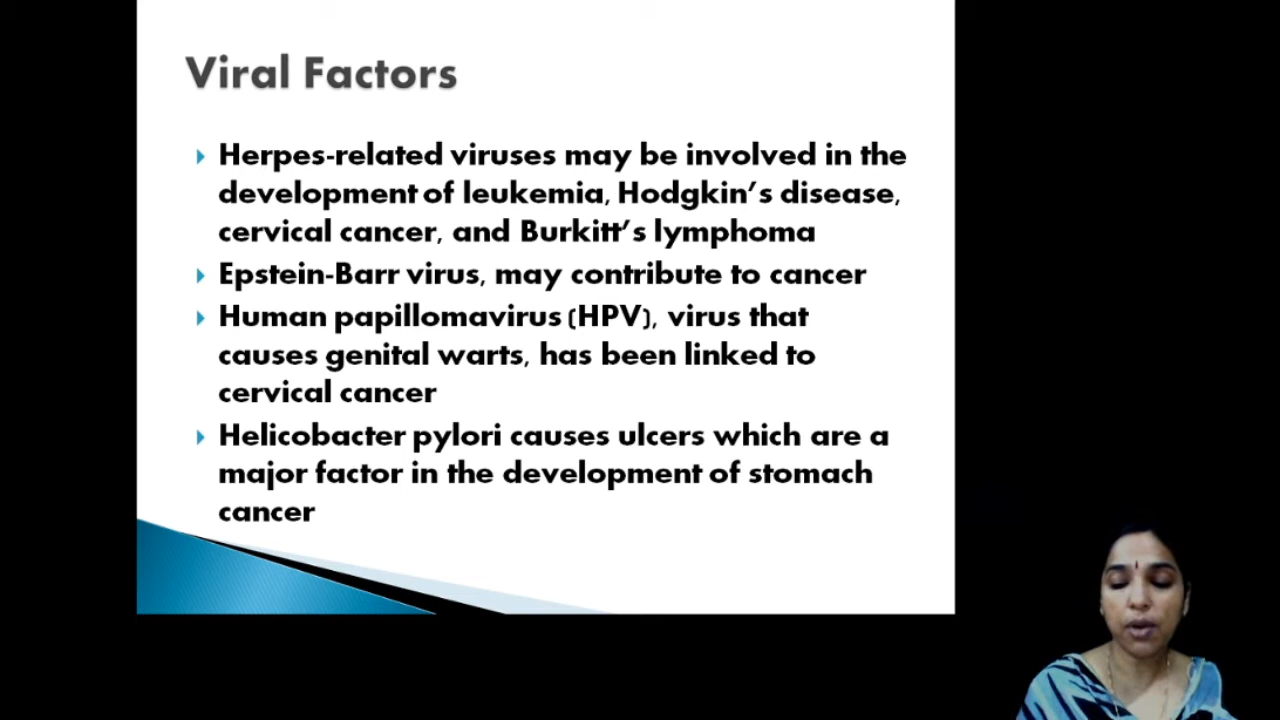 Viral Factors
Herpes-related viruses may be involved in the
development of leukemia, Hodgkin’s disease,
cervical cancer, and Burkitt’s lymphoma
Epstein-Barr virus, may contribute to cancer
Human papillomavirus (HPV), virus that
causes genital warts, has been linked to
cervical cancer
Helicobacter pylori causes ulcers which are a
major factor in the development of stomach
cancer